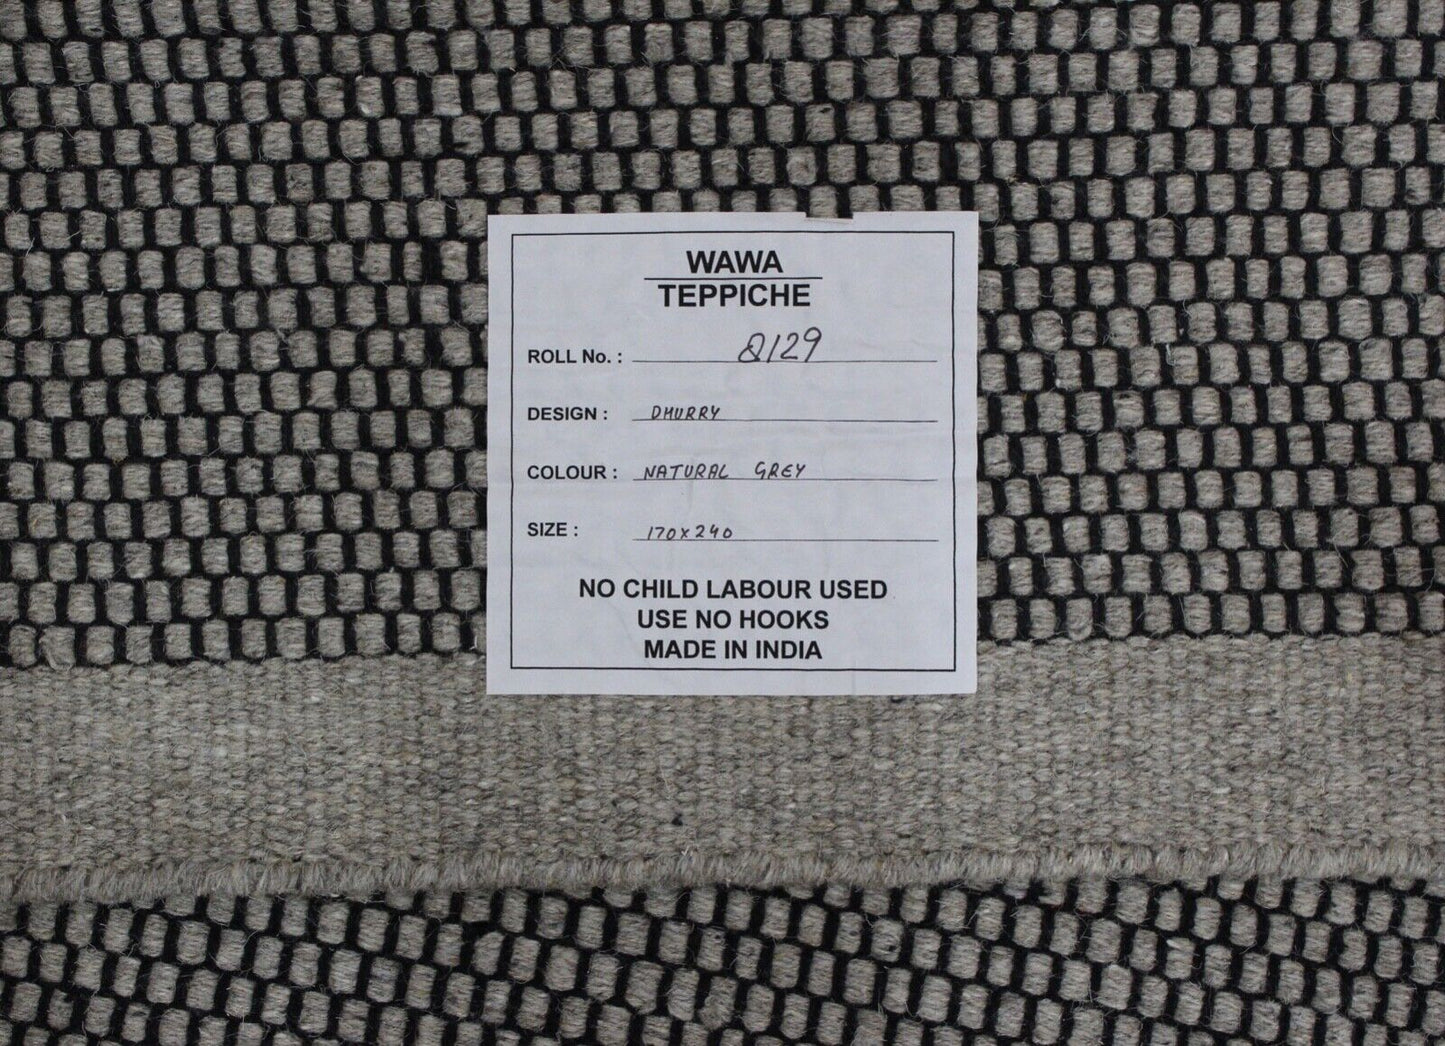 WAWA
TEPPICHE
ROLL No. : Q129
DESIGN : DHURRY
COLOUR : NATURAL GREY
SIZE : 170x240
NO CHILD LABOUR USED
USE NO HOOKS
MADE IN INDIA